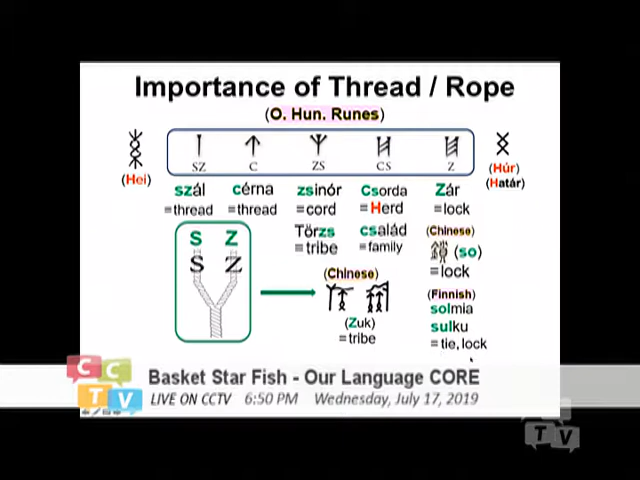 Importance of Thread / Rope
(O. Hun. Runes)
SZ C ZS CS Z
(Hei)
(Húr)
(Határ)
szál cérna zsinór Csorda Zár
=thread =thread =cord =Herd =lock
Törzs család (Chinese)
=tribe =family (so)
=lock
S Z
S Z
(Chinese)
(Zuk)
=tribe
(Finnish)
solmia
sulku
= tie, lock
CCTV
Basket Star Fish - Our Language CORE
LIVE ON CCTV 6:50 PM Wednesday, July 17, 2019
TV